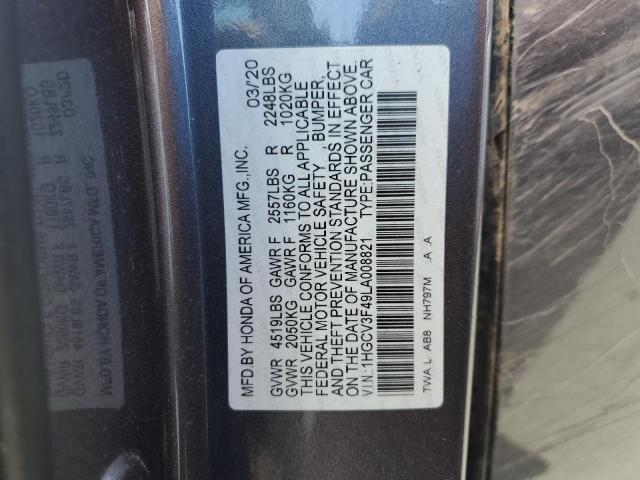 MFD.BY HONDA OF AMERICA MFG.,INC. 03/20
GVWR 4519LBS GAWR F 2557LBS R 2248LBS
GVWR 2050KG GAWR F 1160KG R 1020KG
THIS VEHICLE CONFORMS TO ALL APPLICABLE
FEDERAL MOTOR VEHICLE SAFETY , BUMPER,
AND THEFT PREVENTION STANDARDS IN EFFECT
ON THE DATE OF MANUFACTURE SHOWN ABOVE.
V.I.N.:1HGCV3F49LA008821 TYPE:PASSENGER CAR
TWA L AB8 NH797M A A